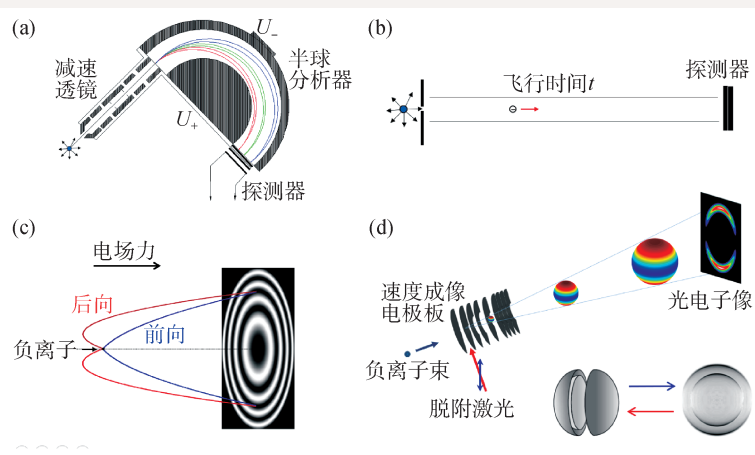 (a)
U₋
减速
透镜
半球
分析器
U₊
探测器
(b)
飞行时间t
探测器
(c)
电场力
后向
前向
负离子
(d)
速度成像
电极板
光电子像
负离子束
脱附激光